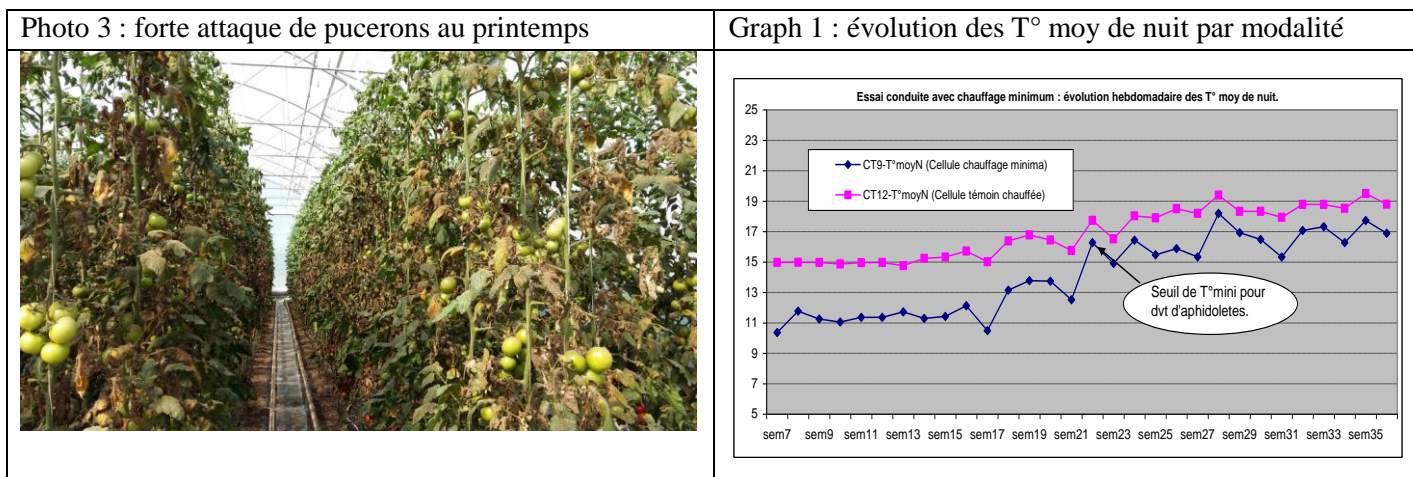 Photo 3 : forte attaque de pucerons au printemps
Graph 1 : évolution des T° moy de nuit par modalité
Essai conduite avec chauffage minimum : évolution hebdomadaire des T° moy de nuit.
25
23
21
19
17
15
13
11
9
7
5
CT9-T°moyN (Cellule chauffage minima)
CT12-T°moyN (Cellule témoin chauffée)
Seuil de T°mini pour
dvt d'aphidoletes.
sem7 sem9 sem11 sem13 sem15 sem17 sem19 sem21 sem23 sem25 sem27 sem29 sem31 sem33 sem35